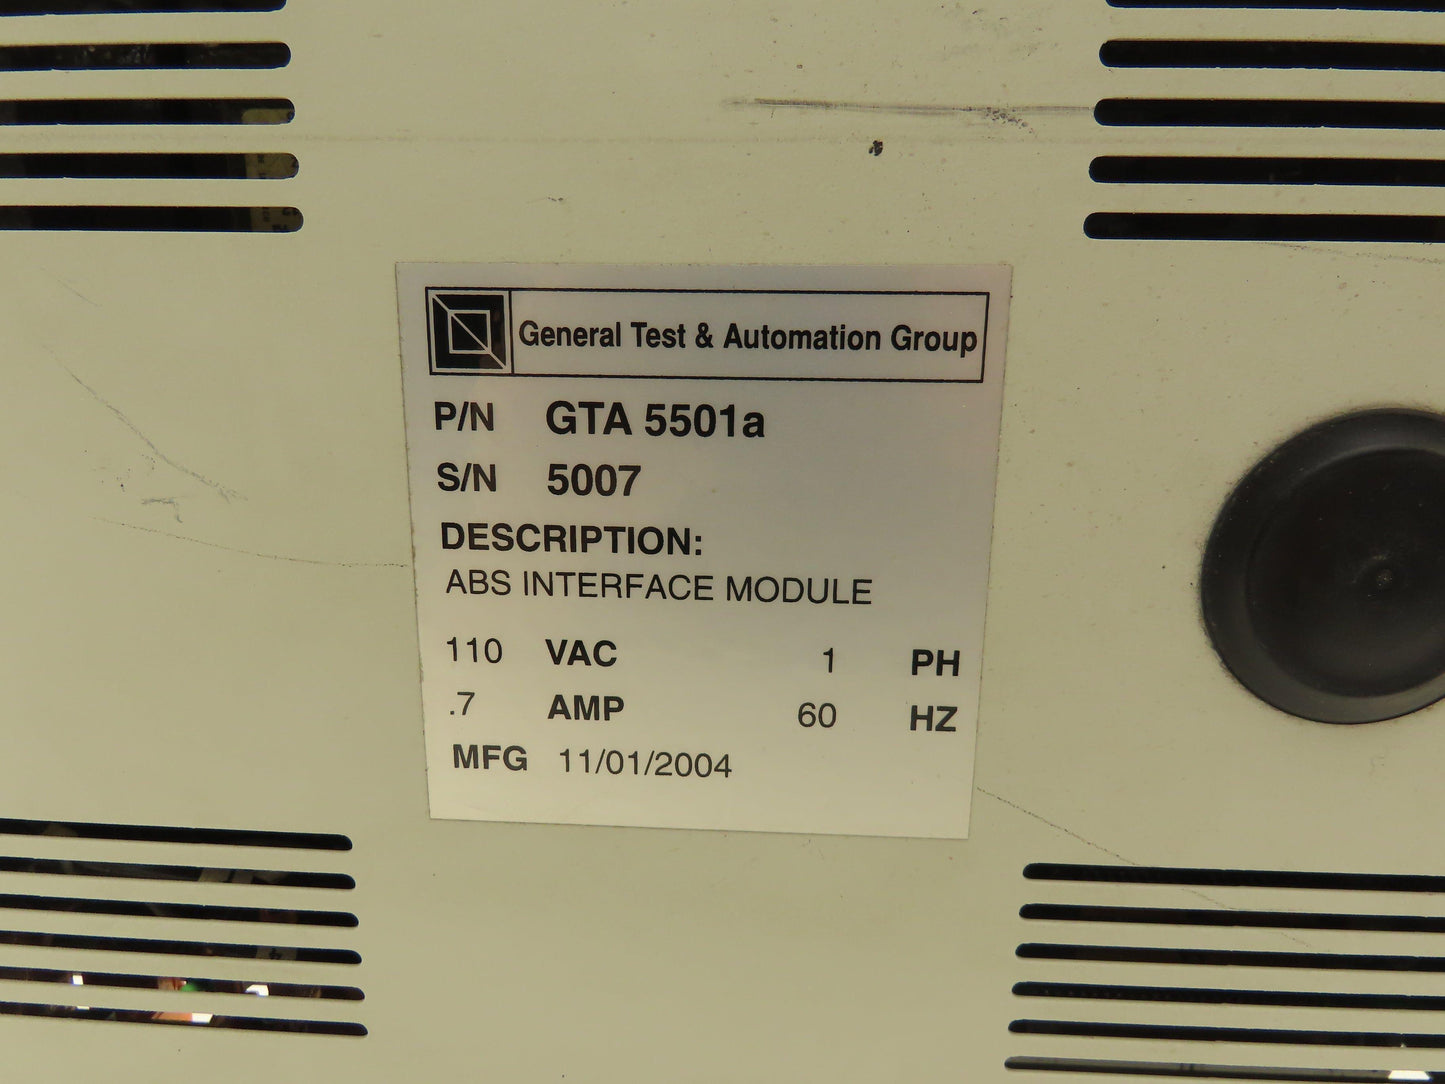 General Test & Automation Group
P/N GTA 5501a
S/N 5007
DESCRIPTION:
ABS INTERFACE MODULE
110 VAC 1 PH
.7 AMP 60 HZ
MFG 11/01/2004